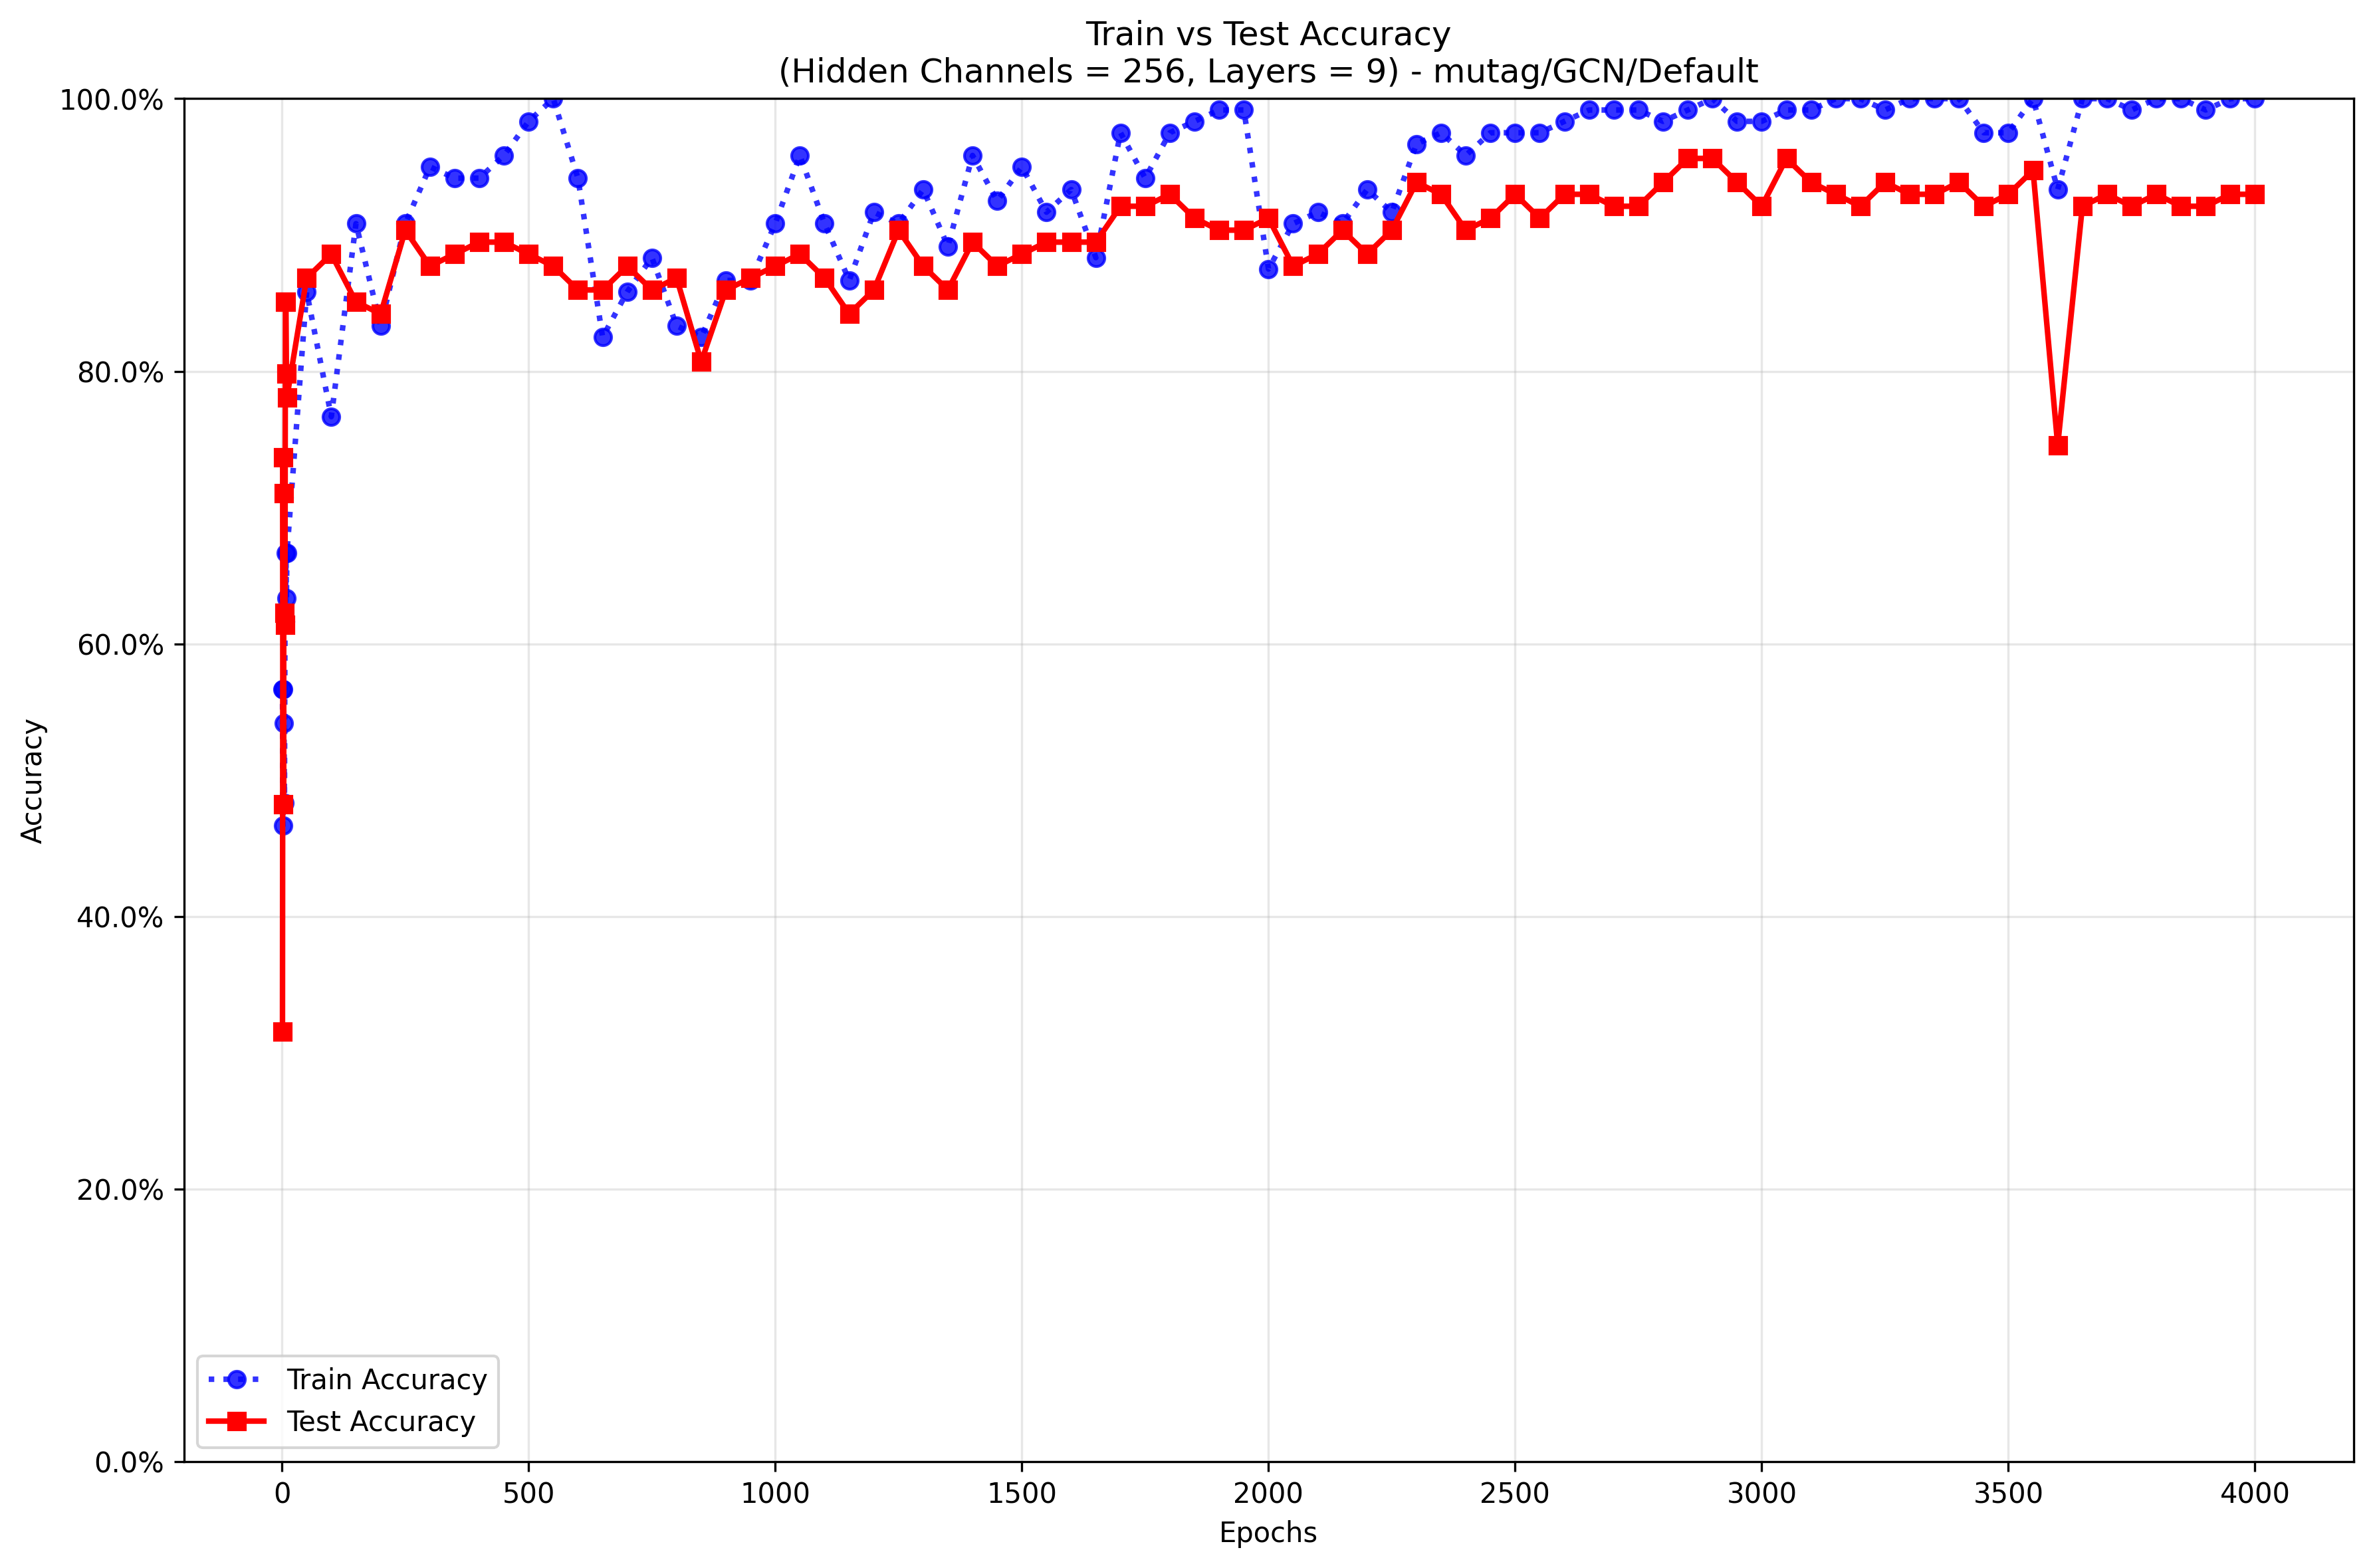 Train vs Test Accuracy
(Hidden Channels = 256, Layers = 9) - mutag/GCN/Default
100.0%
80.0%
60.0%
40.0%
20.0%
0.0%
Accuracy
Train Accuracy
Test Accuracy
0 500 1000 1500 2000 2500 3000 3500 4000
Epochs